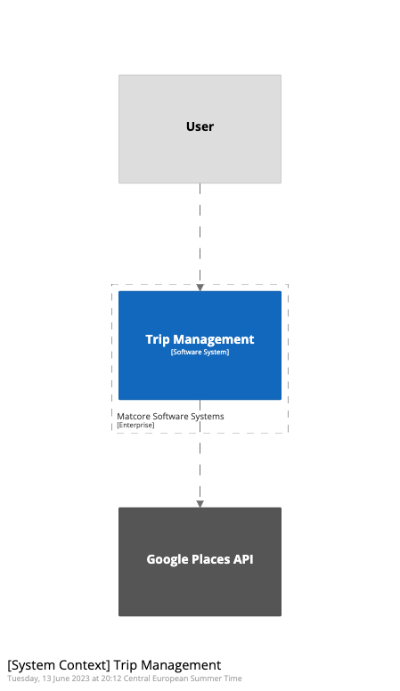 User
Trip Management
[Software System]
Matcore Software Systems
[Enterprise]
Google Places API
[System Context] Trip Management
Tuesday, 13 June 2023 at 20:12 Central European Summer Time